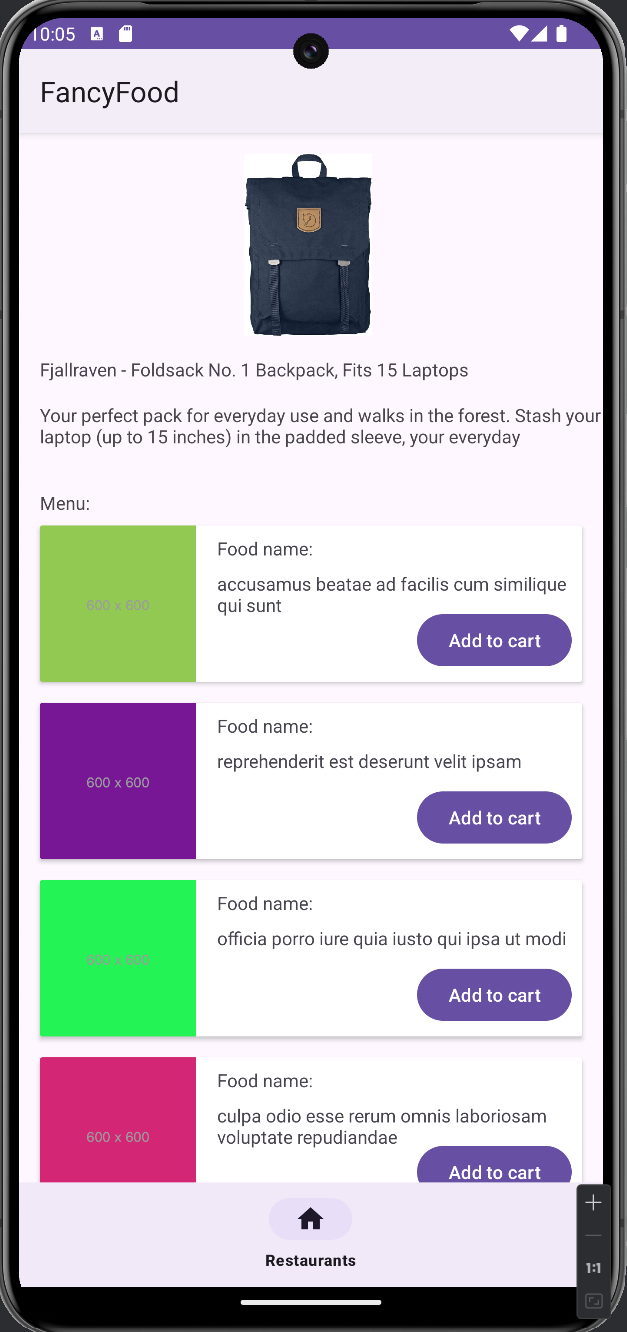 10:05
FancyFood
Fjallraven - Foldsack No. 1 Backpack, Fits 15 Laptops
Your perfect pack for everyday use and walks in the forest. Stash your
laptop (up to 15 inches) in the padded sleeve, your everyday
Menu:
600 x 600
Food name:
accusamus beatae ad facilis cum similique
qui sunt
Add to cart
600 x 600
Food name:
reprehenderit est deserunt velit ipsam
Add to cart
600 x 600
Food name:
officia porro iure quia iusto qui ipsa ut modi
Add to cart
600 x 600
Food name:
culpa odio esse rerum omnis laboriosam
voluptate repudiandae
Add to cart
Restaurants
1:1